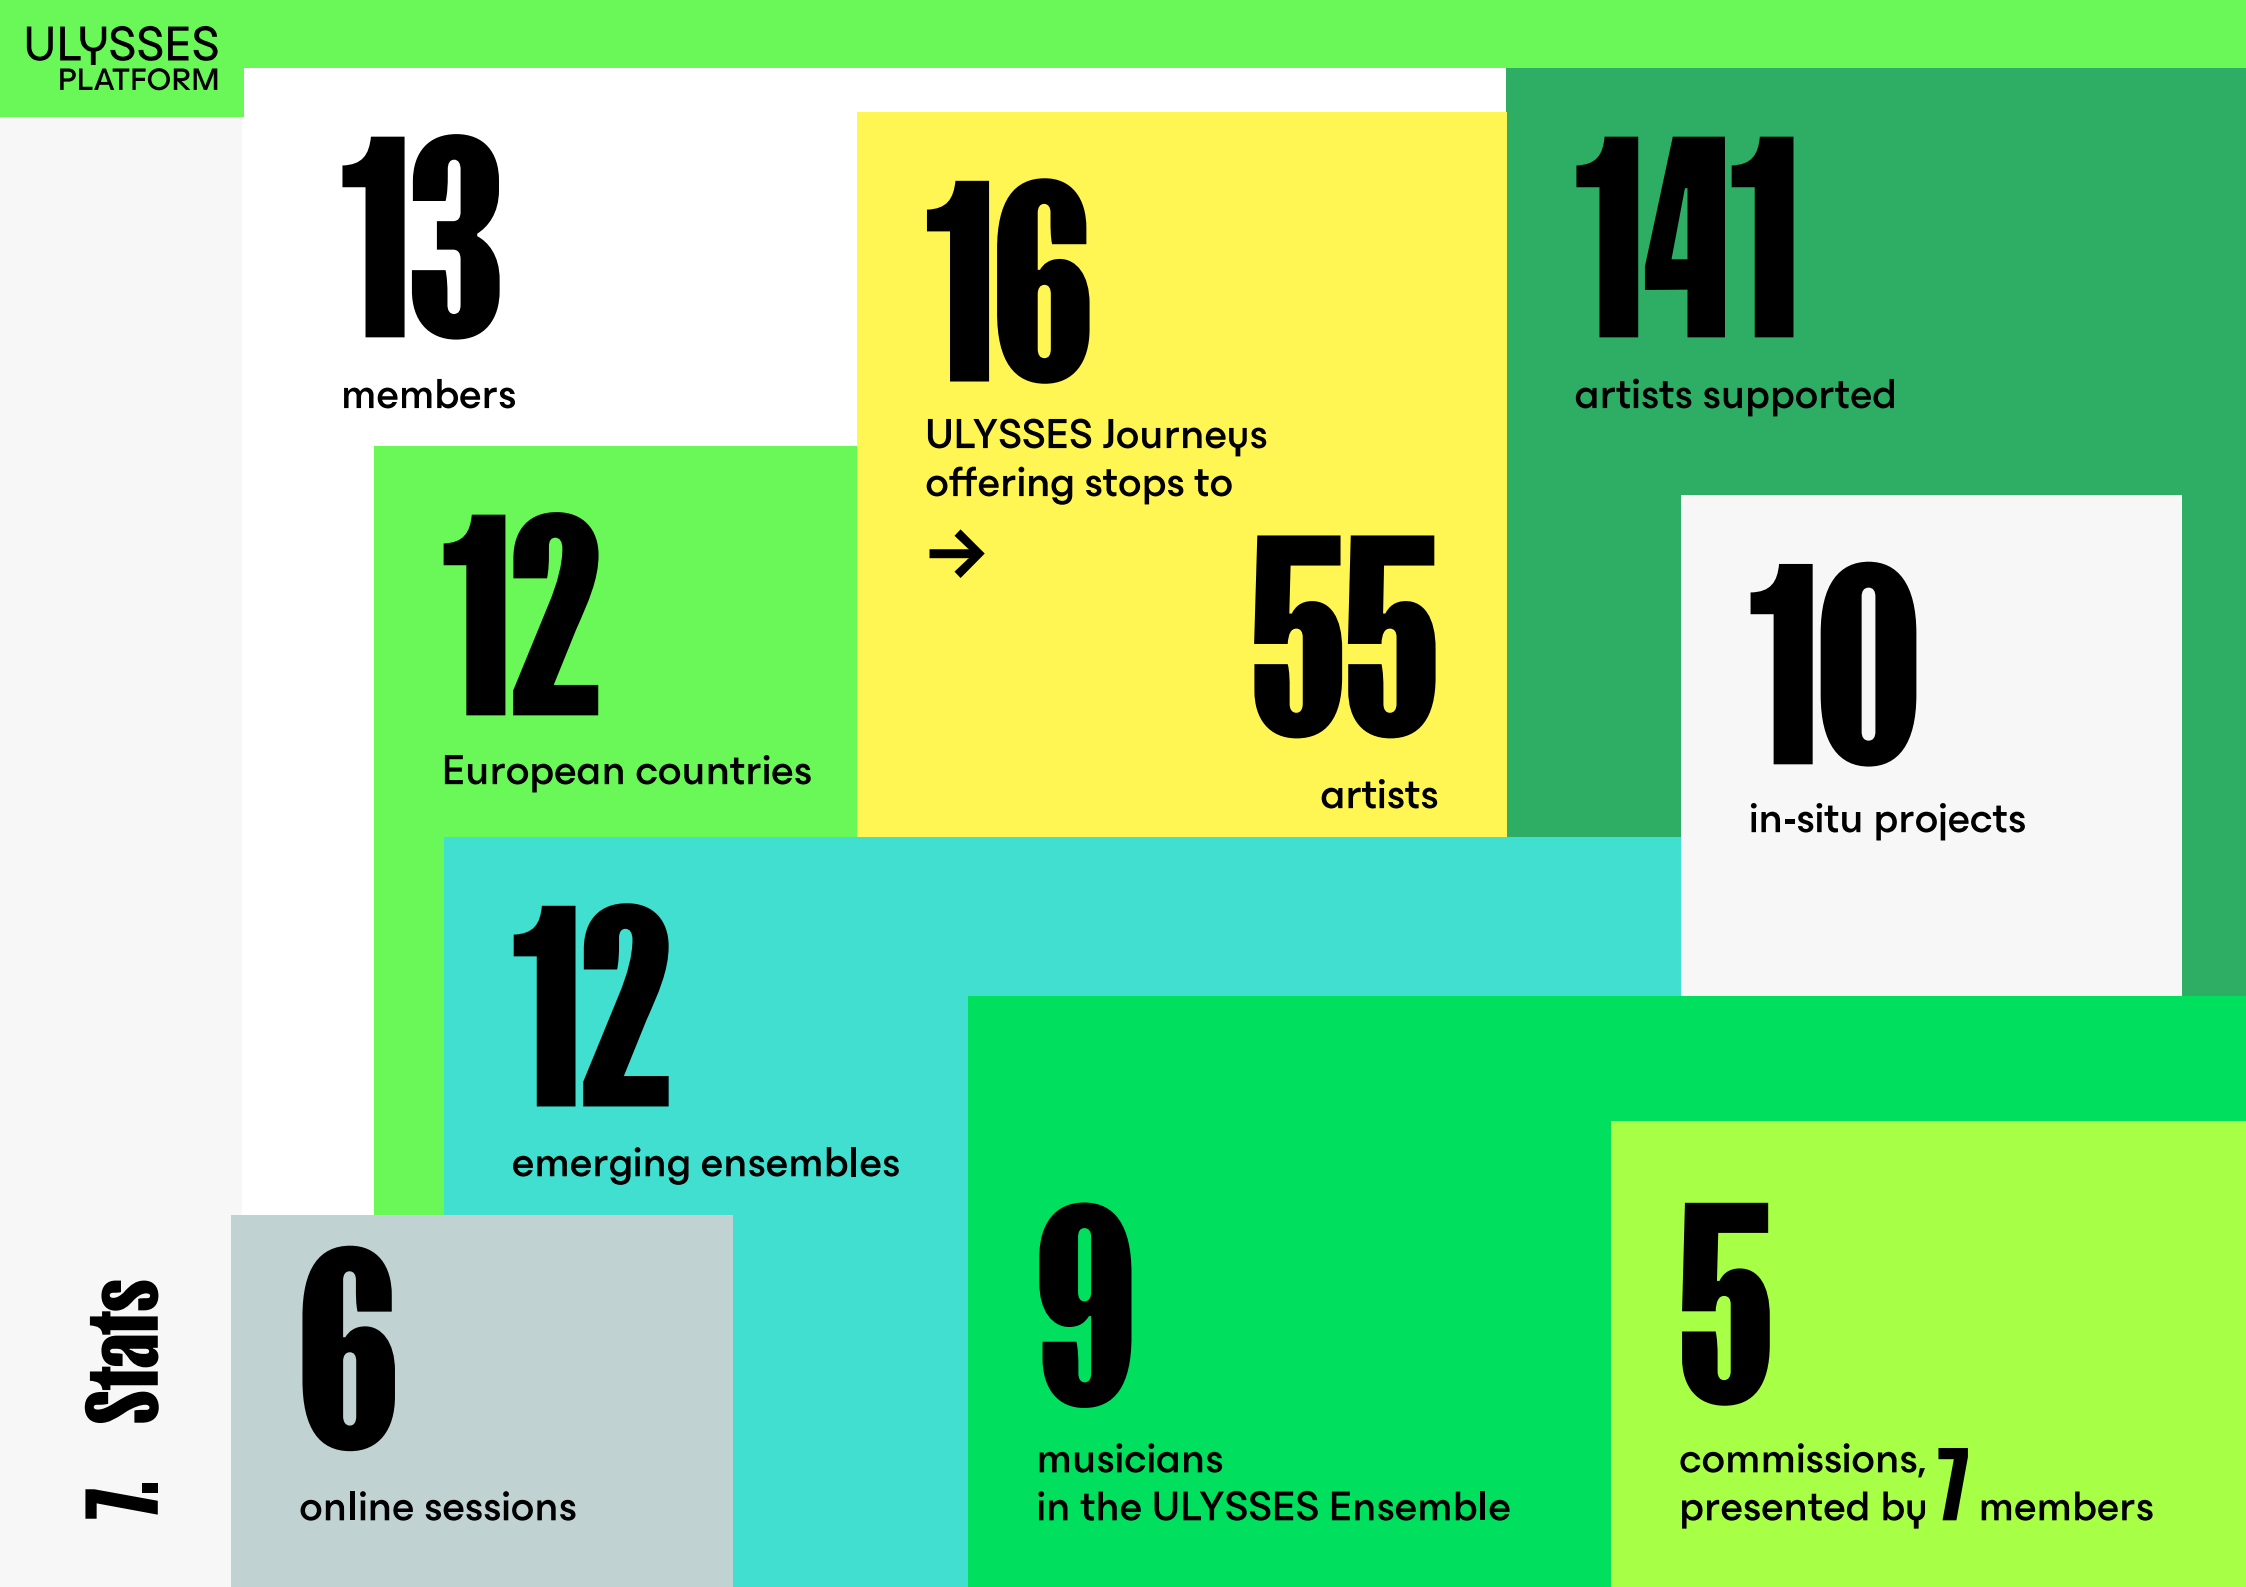 ULYSSES
PLATFORM
13
members
16
ULYSSES Journeys
offering stops to
→
55
artists
141
artists supported
12
European countries
10
in-situ projects
12
emerging ensembles
6
online sessions
9
musicians
in the ULYSSES Ensemble
5
commissions,
presented by 7 members
7. Stats